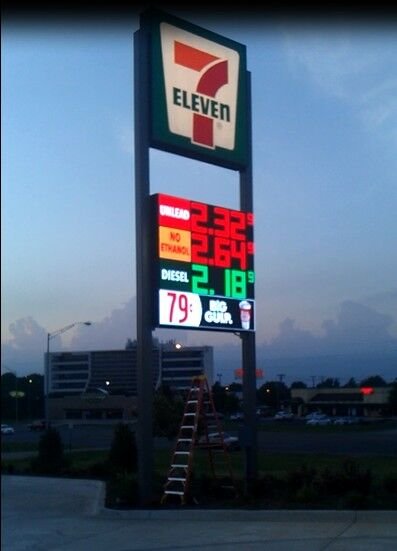 7
ELEVEn
UNLEAD 2.32 9
NO ETHANOL 2.64 9
DIESEL 2.18 9
79¢ BIG GULP.